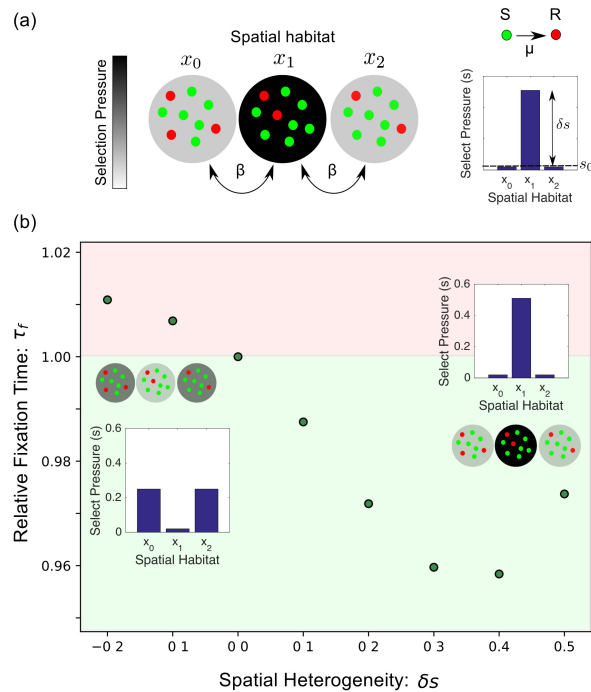 (a)
Spatial habitat
x₀ x₁ x₂
Selection Pressure
β β
S R
μ
Select Pressure (s)
δs
s₀
x₀ x₁ x₂
Spatial Habitat
(b)
Relative Fixation Time: τ_f
1.02
1.00
0.98
0.96
Select Pressure (s)
0.6
0.4
0.2
0
x₀ x₁ x₂
Spatial Habitat
Select Pressure (s)
0.6
0.4
0.2
0
x₀ x₁ x₂
Spatial Habitat
−0 2 0 1 0 0 0 1 0 2 0 3 0 4 0.5
Spatial Heterogeneity: δs